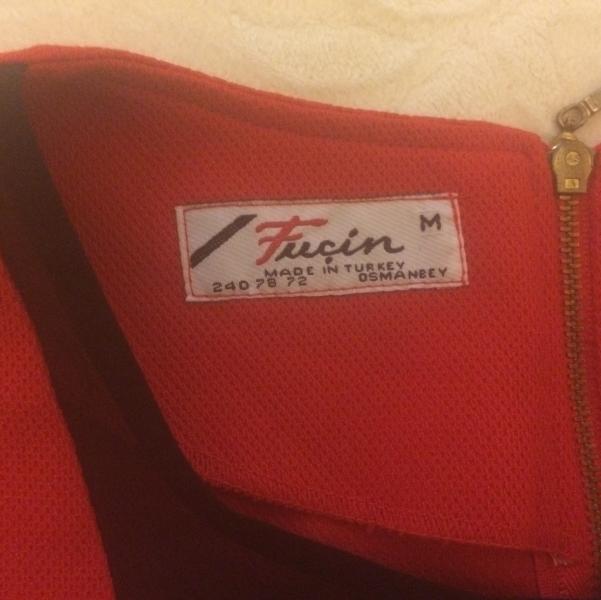 Fuçin M
MADE IN TURKEY
240 78 72 OSMANBEY